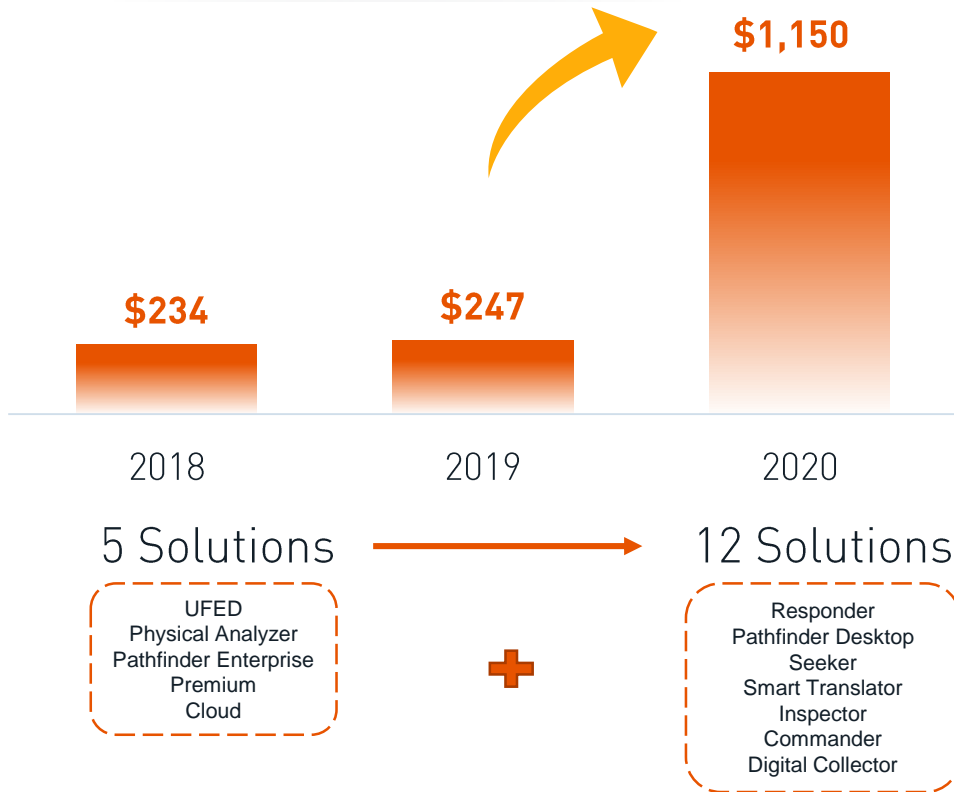 $1,150
$234
$247
2018
2019
2020
5 Solutions
12 Solutions
UFED
Physical Analyzer
Pathfinder Enterprise
Premium
Cloud
Responder
Pathfinder Desktop
Seeker
Smart Translator
Inspector
Commander
Digital Collector